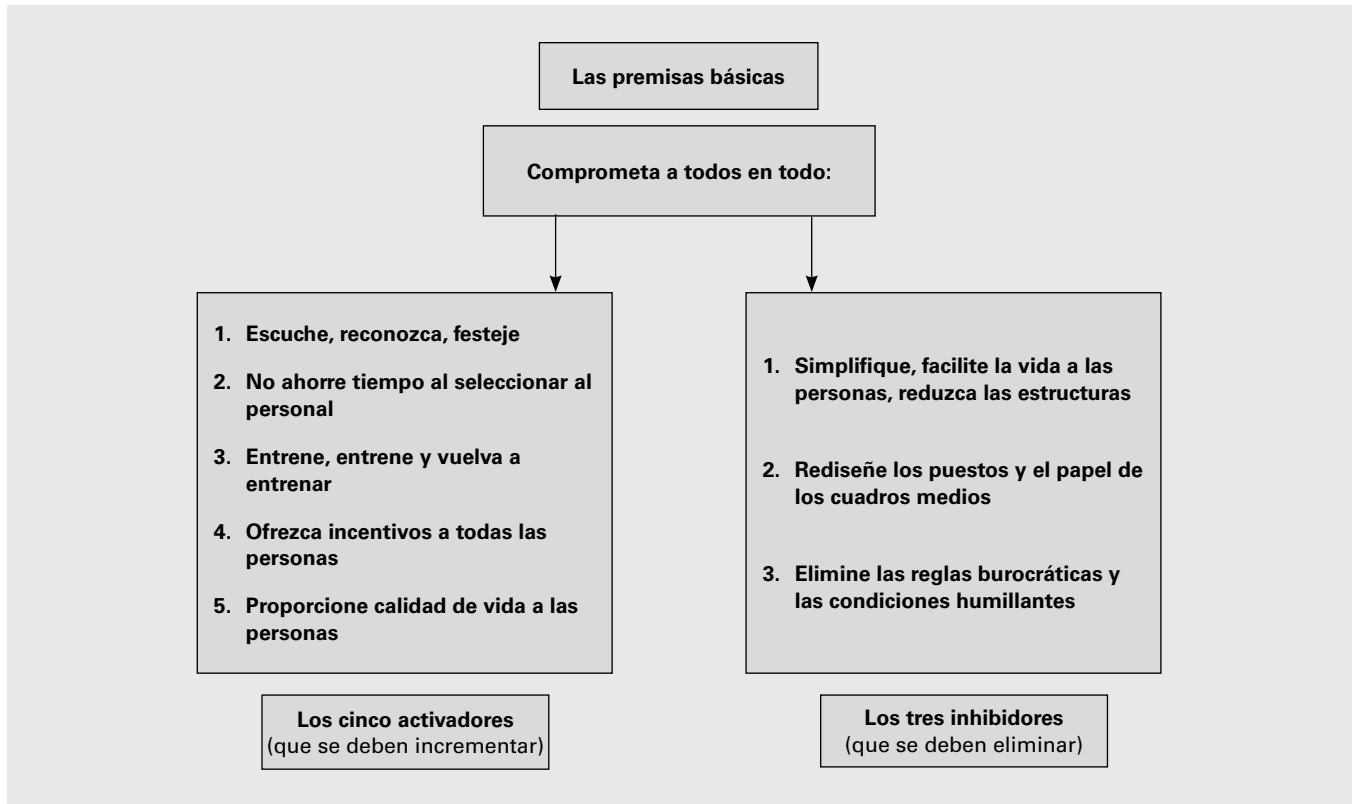 Las premisas básicas
Comprometa a todos en todo:
1. Escuche, reconozca, festeje
2. No ahorre tiempo al seleccionar al
personal
3. Entrene, entrene y vuelva a
entrenar
4. Ofrezca incentivos a todas las
personas
5. Proporcione calidad de vida a las
personas
Los cinco activadores
(que se deben incrementar)
1. Simplifique, facilite la vida a las
personas, reduzca las estructuras
2. Rediseñe los puestos y el papel de
los cuadros medios
3. Elimine las reglas burocráticas y
las condiciones humillantes
Los tres inhibidores
(que se deben eliminar)